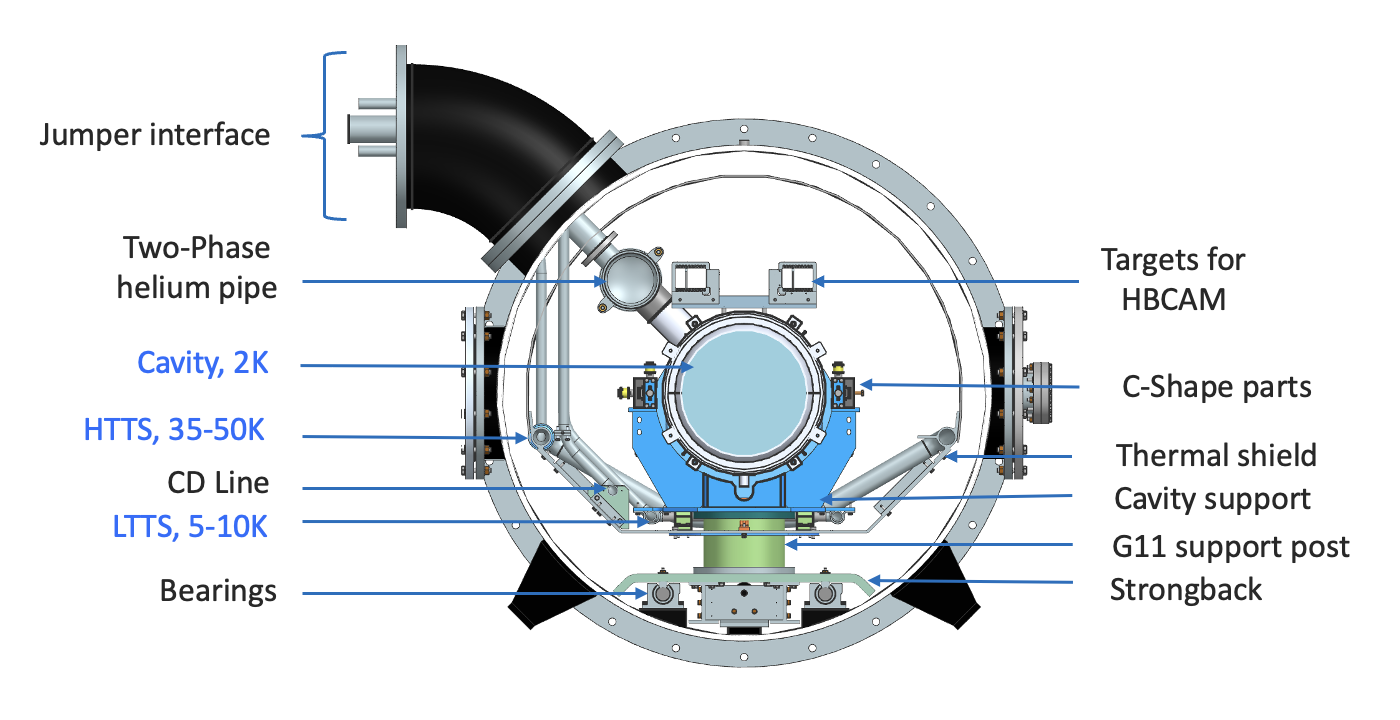 Jumper interface
Two-Phase
helium pipe
Cavity, 2K
HTTS, 35-50K
CD Line
LTTS, 5-10K
Bearings
Targets for
HBCAM
C-Shape parts
Thermal shield
Cavity support
G11 support post
Strongback